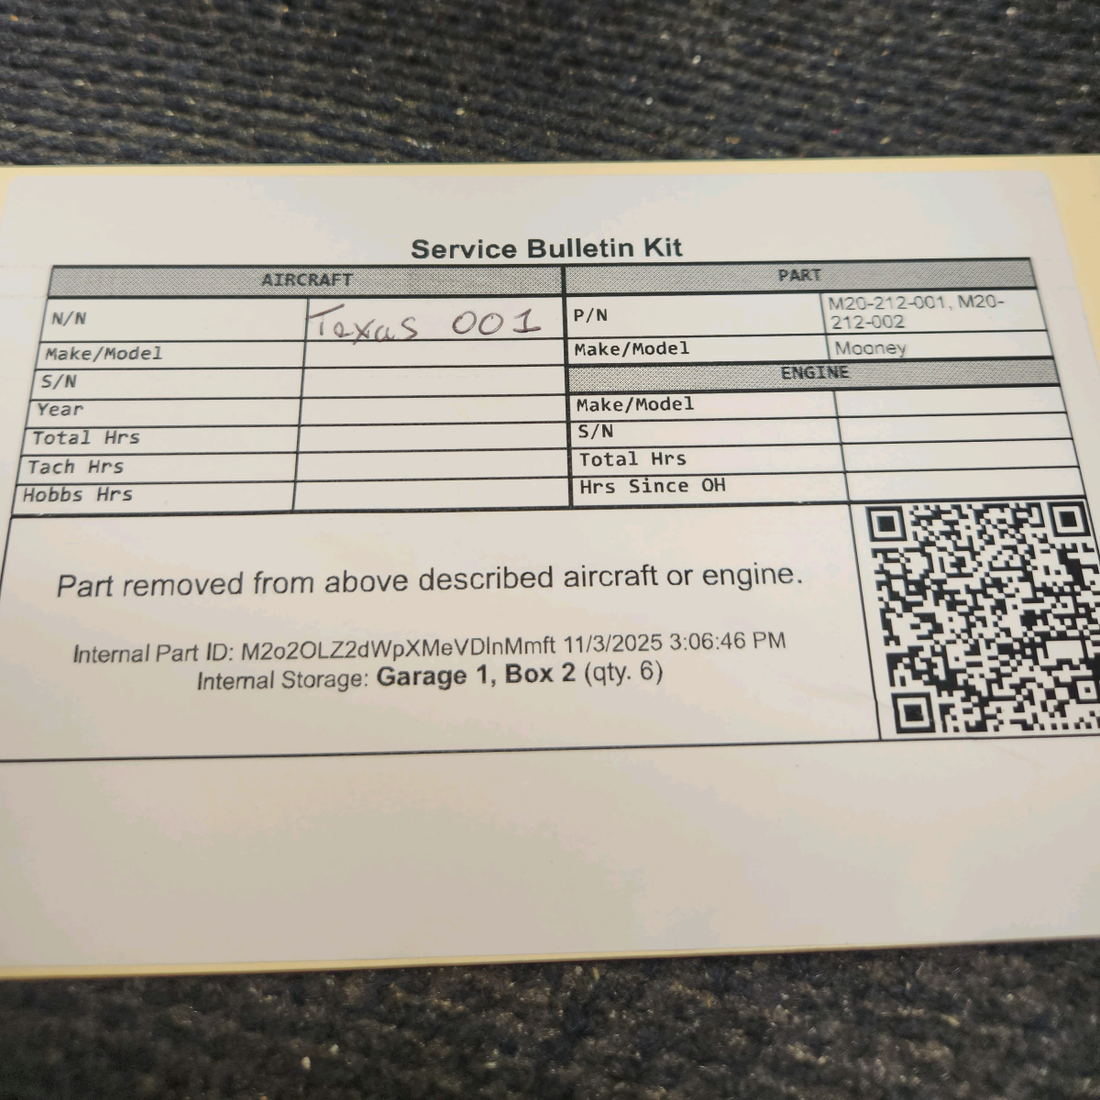 Service Bulletin Kit
AIRCRAFT
N/N Texas 001
Make/Model
S/N
Year
Total Hrs
Tach Hrs
Hobbs Hrs
PART
P/N M20-212-001, M20-
212-002
Make/Model Mooney
ENGINE
Make/Model
S/N
Total Hrs
Hrs Since OH
Part removed from above described aircraft or engine.
Internal Part ID: M2o2OLZ2dWpXMeVDlnMmft 11/3/2025 3:06:46 PM
Internal Storage: Garage 1, Box 2 (qty. 6)